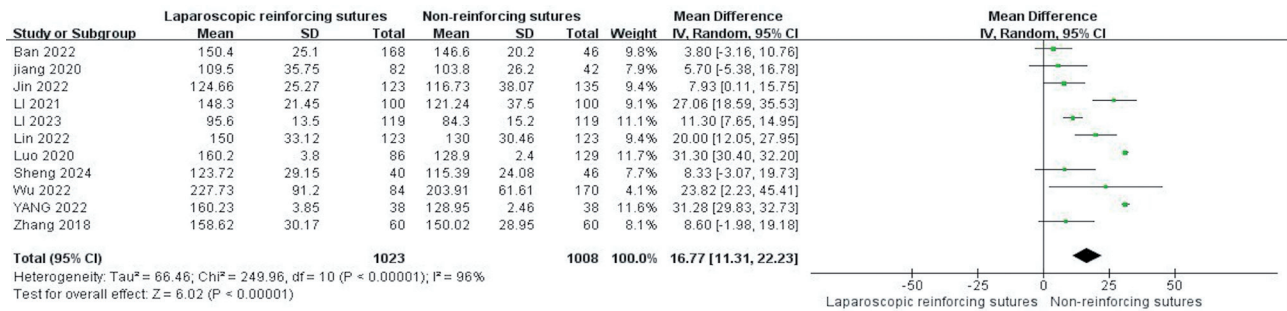 Laparoscopic reinforcing sutures Non-reinforcing sutures Mean Difference Mean Difference
Study or Subgroup Mean SD Total Mean SD Total Weight IV, Random, 95% CI IV, Random, 95% CI
Ban 2022 150.4 25.1 168 146.6 20.2 46 9.8% 3.80 [-3.16, 10.76]
jiang 2020 109.5 35.75 82 103.8 26.2 42 7.9% 5.70 [-5.38, 16.78]
Jin 2022 124.66 25.27 123 116.73 38.07 135 9.4% 7.93 [0.11, 15.75]
LI 2021 148.3 21.45 100 121.24 37.5 100 9.1% 27.06 [18.59, 35.53]
LI 2023 95.6 13.5 119 84.3 15.2 119 11.1% 11.30 [7.65, 14.95]
Lin 2022 150 33.12 123 130 30.46 123 9.4% 20.00 [12.05, 27.95]
Luo 2020 160.2 3.8 86 128.9 2.4 129 11.7% 31.30 [30.40, 32.20]
Sheng 2024 123.72 29.15 40 115.39 24.08 46 7.7% 8.33 [-3.07, 19.73]
Wu 2022 227.73 91.2 84 203.91 61.61 170 4.1% 23.82 [2.23, 45.41]
YANG 2022 160.23 3.85 38 128.95 2.46 38 11.6% 31.28 [29.83, 32.73]
Zhang 2018 158.62 30.17 60 150.02 28.95 60 8.1% 8.60 [-1.98, 19.18]
Total (95% CI) 1023 1008 100.0% 16.77 [11.31, 22.23]
Heterogeneity: Tau² = 66.46; Chi² = 249.96, df = 10 (P < 0.00001); I² = 96%
Test for overall effect: Z = 6.02 (P < 0.00001)
-50 -25 0 25 50
Laparoscopic reinforcing sutures Non-reinforcing sutures